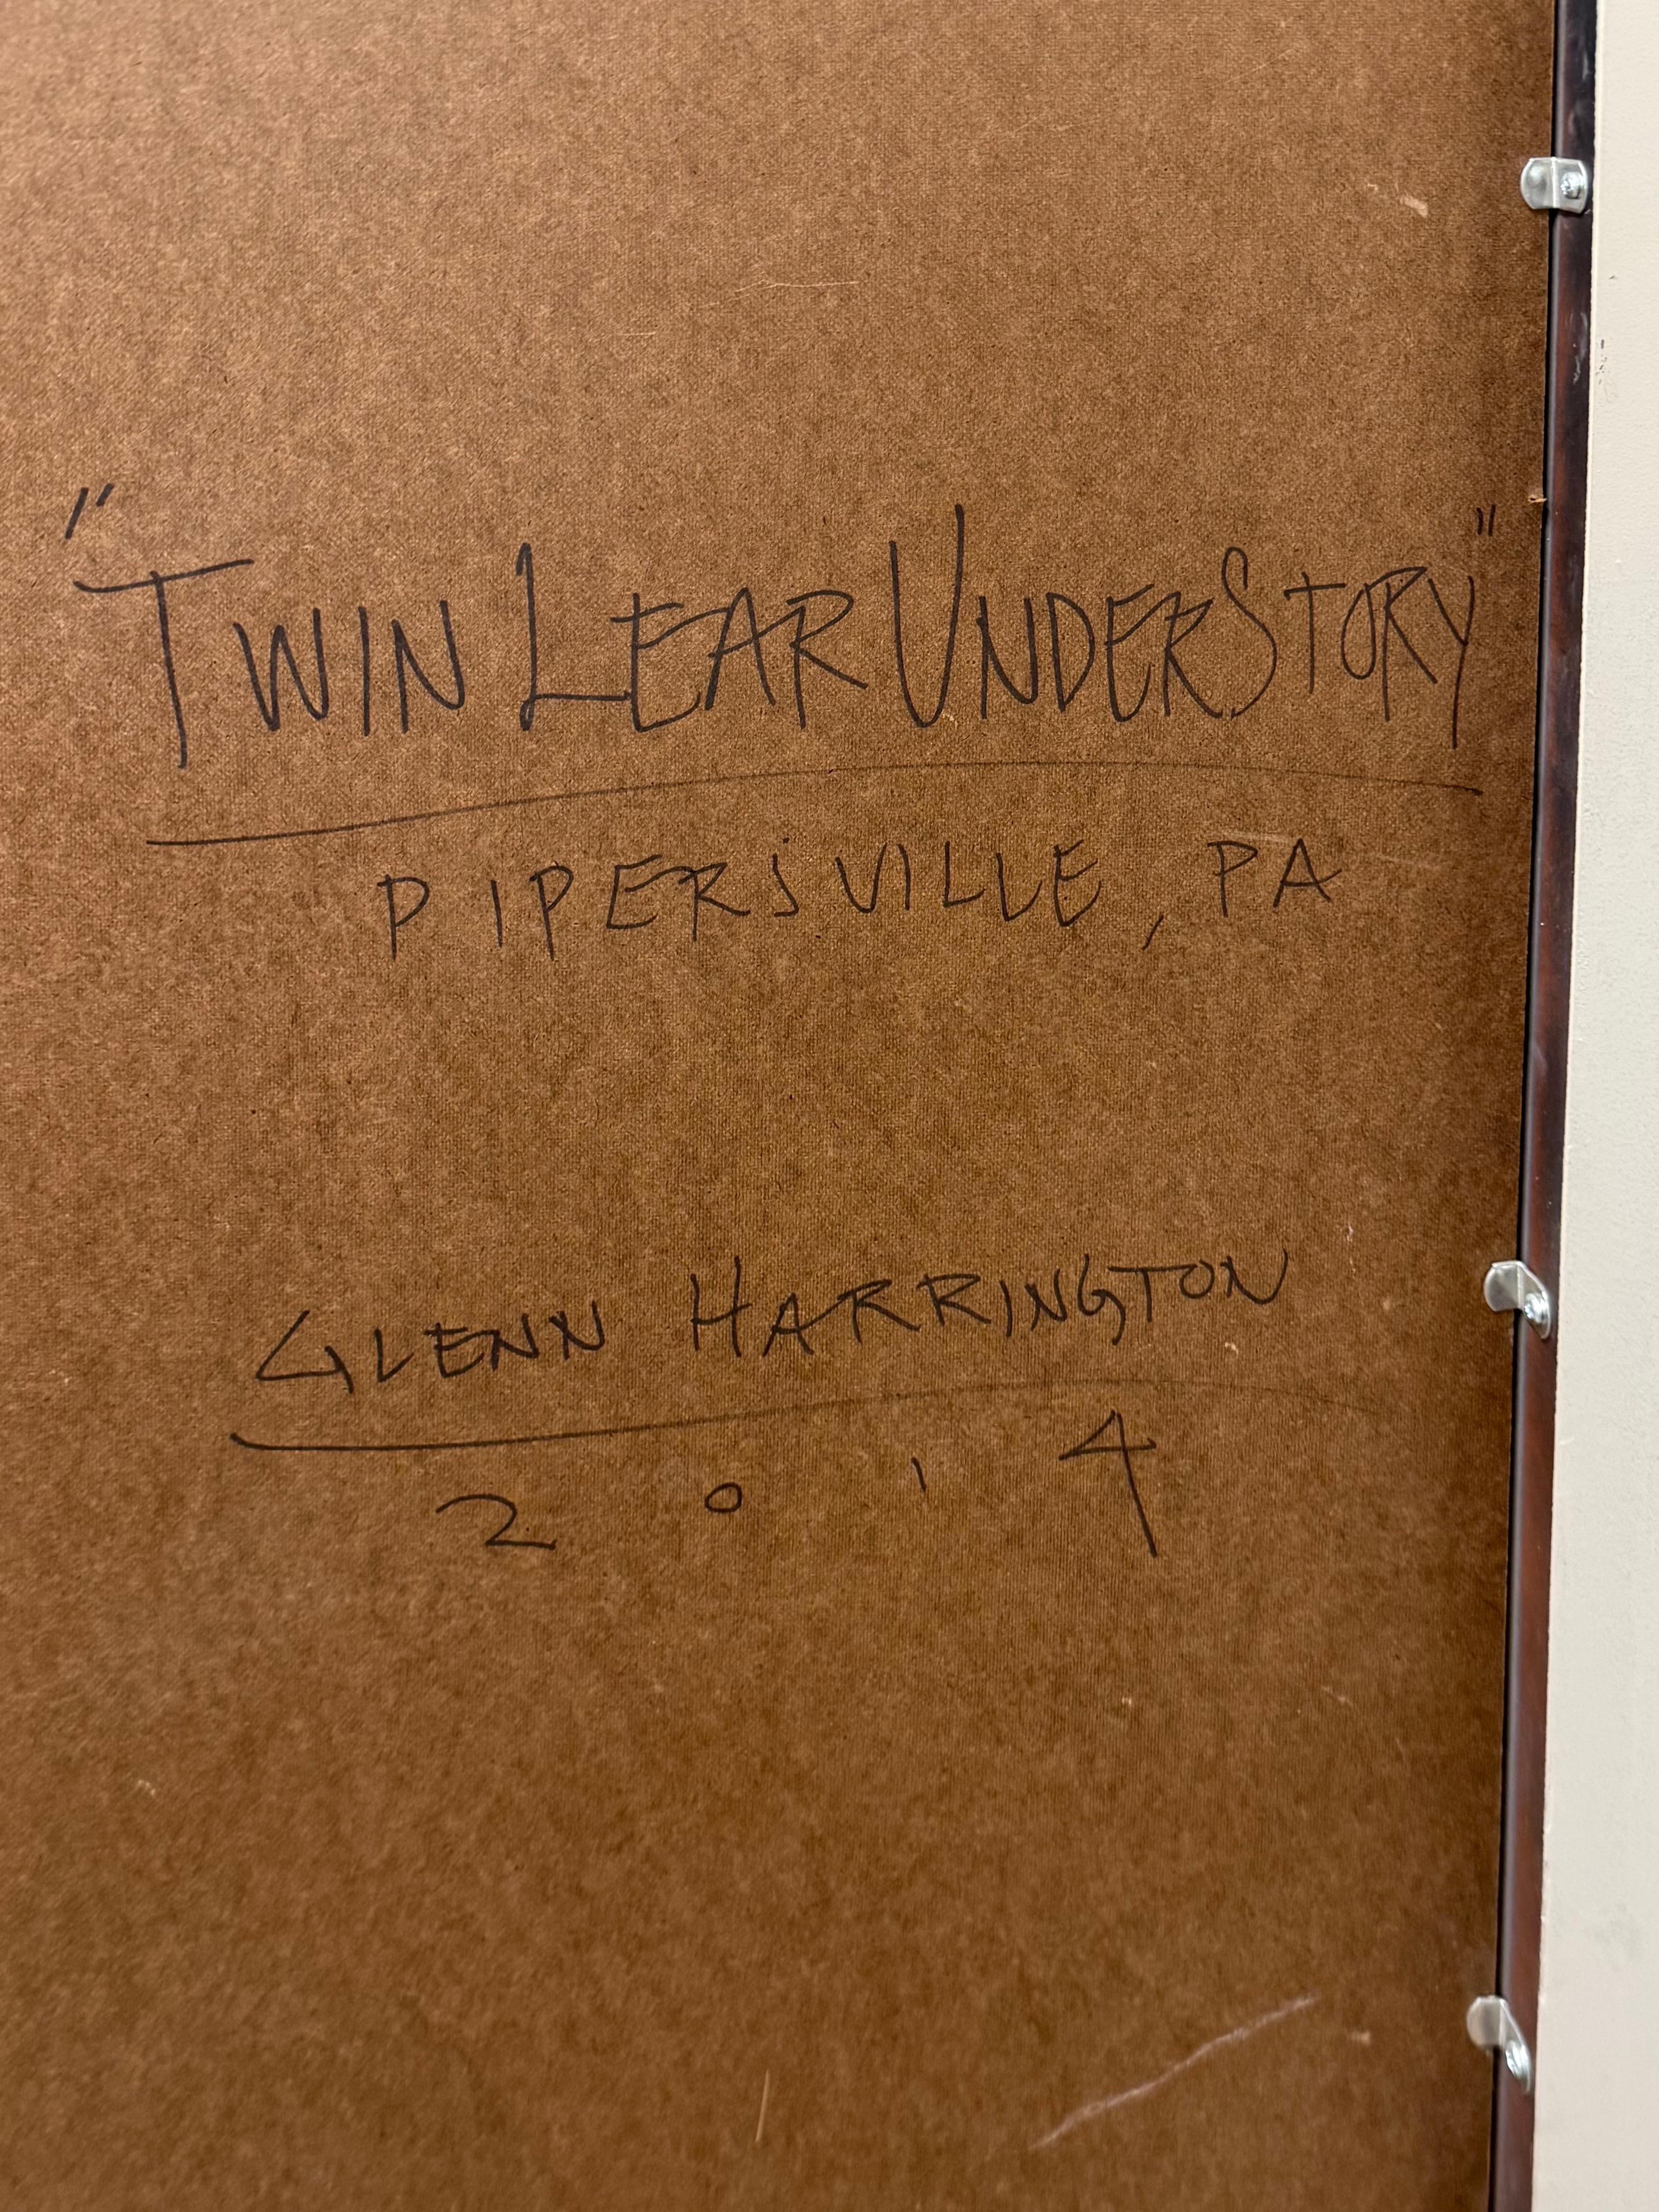 "TWIN LEAR UNDERSTORY"
PIPERSVILLE, PA
GLENN HARRINGTON
2014